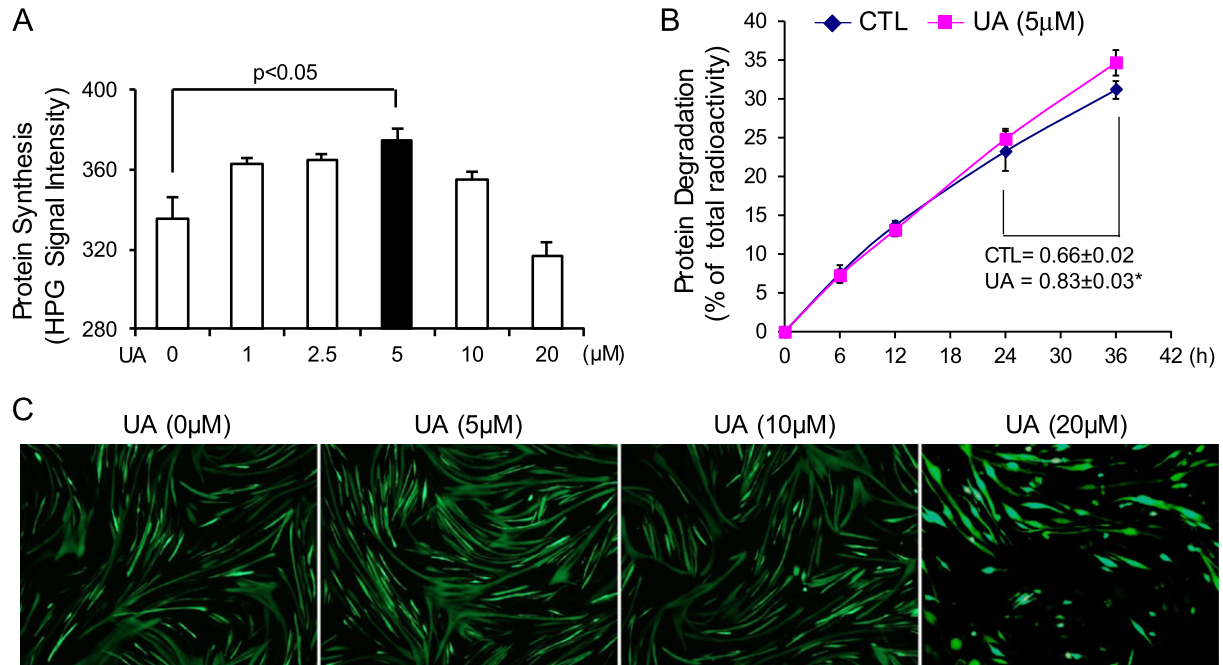 A
p<0.05
Protein Synthesis
(HPG Signal Intensity)
400
360
320
280
UA 0 1 2.5 5 10 20 (µM)
B
CTL UA (5µM)
Protein Degradation
(% of total radioactivity)
40
35
30
25
20
15
10
5
0
CTL= 0.66±0.02
UA = 0.83±0.03*
0 6 12 18 24 30 36 42 (h)
C
UA (0µM) UA (5µM) UA (10µM) UA (20µM)